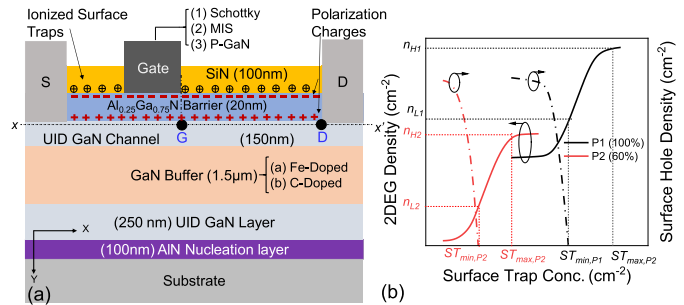 Ionized Surface
Traps
(1) Schottky
(2) MIS
(3) P-GaN
Polarization
Charges
S
Gate
D
SiN (100nm)
Al0.25Ga0.75N Barrier (20nm)
x
x'
G
D
UID GaN Channel
(150nm)
GaN Buffer (1.5μm)
(a) Fe-Doped
(b) C-Doped
(250 nm) UID GaN Layer
X
Y
(100nm) AlN Nucleation layer
Substrate
(a)
2DEG Density (cm-2)
nH1
nL1
nH2
nL2
P1 (100%)
P2 (60%)
Surface Hole Density (cm-2)
STmin,P2
STmax,P2
STmin,P1
STmax,P2
Surface Trap Conc. (cm-2)
(b)